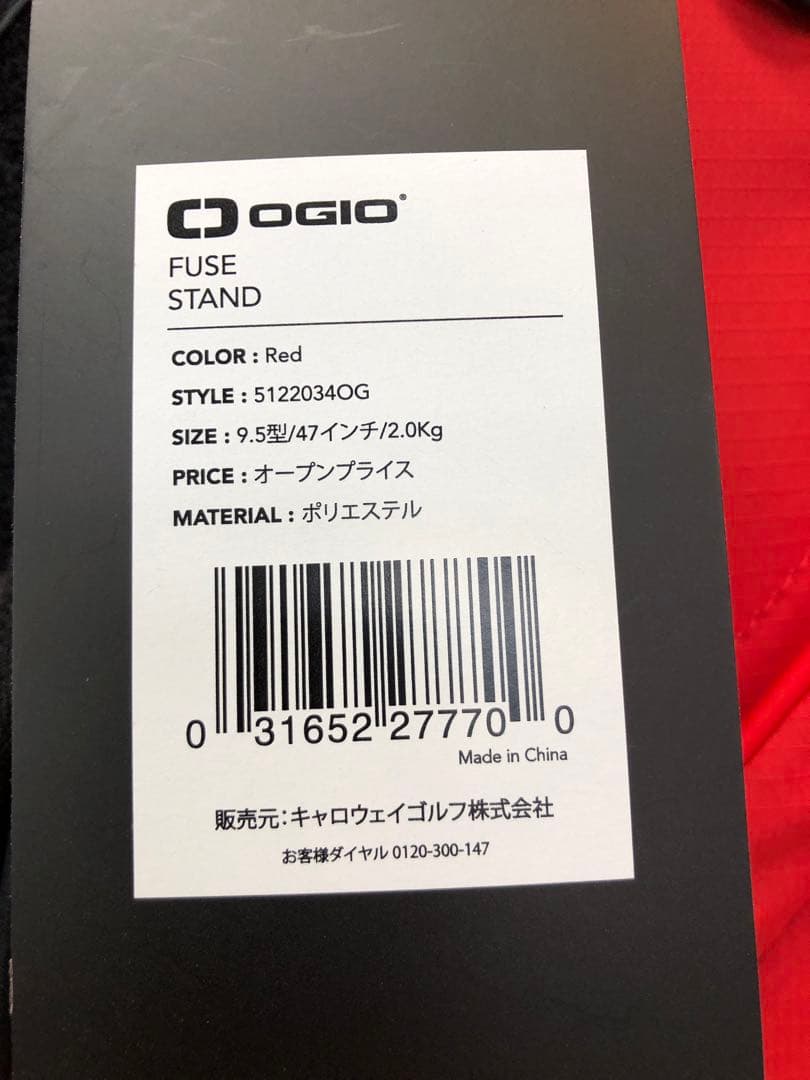 OGIO®
FUSE
STAND
COLOR : Red
STYLE : 5122034OG
SIZE : 9.5型/47インチ/2.0Kg
PRICE : オープンプライス
MATERIAL : ポリエステル
0 31652 27770 0
Made in China
販売元:キャロウェイゴルフ株式会社
お客様ダイヤル 0120-300-147